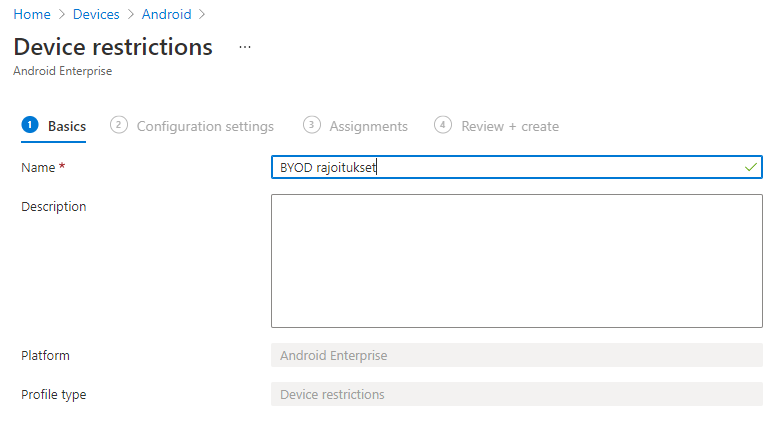 Home > Devices > Android >
Device restrictions ...
Android Enterprise
1 Basics 2 Configuration settings 3 Assignments 4 Review + create
Name * BYOD rajoitukset
Description
Platform Android Enterprise
Profile type Device restrictions